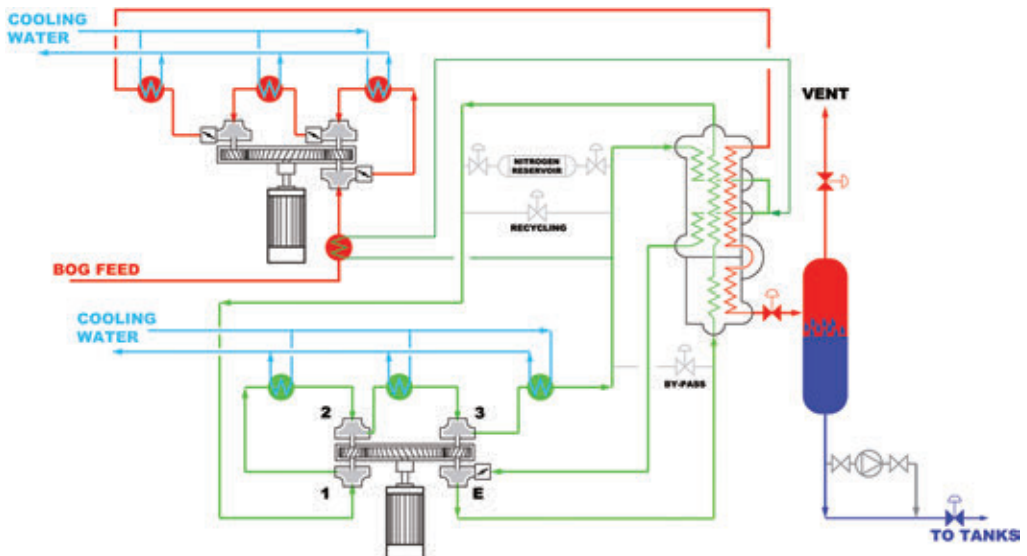 COOLING
WATER
VENT
NITROGEN
RESERVOIR
RECYCLING
BOG FEED
COOLING
WATER
BY-PASS
2
3
1
E
TO TANKS